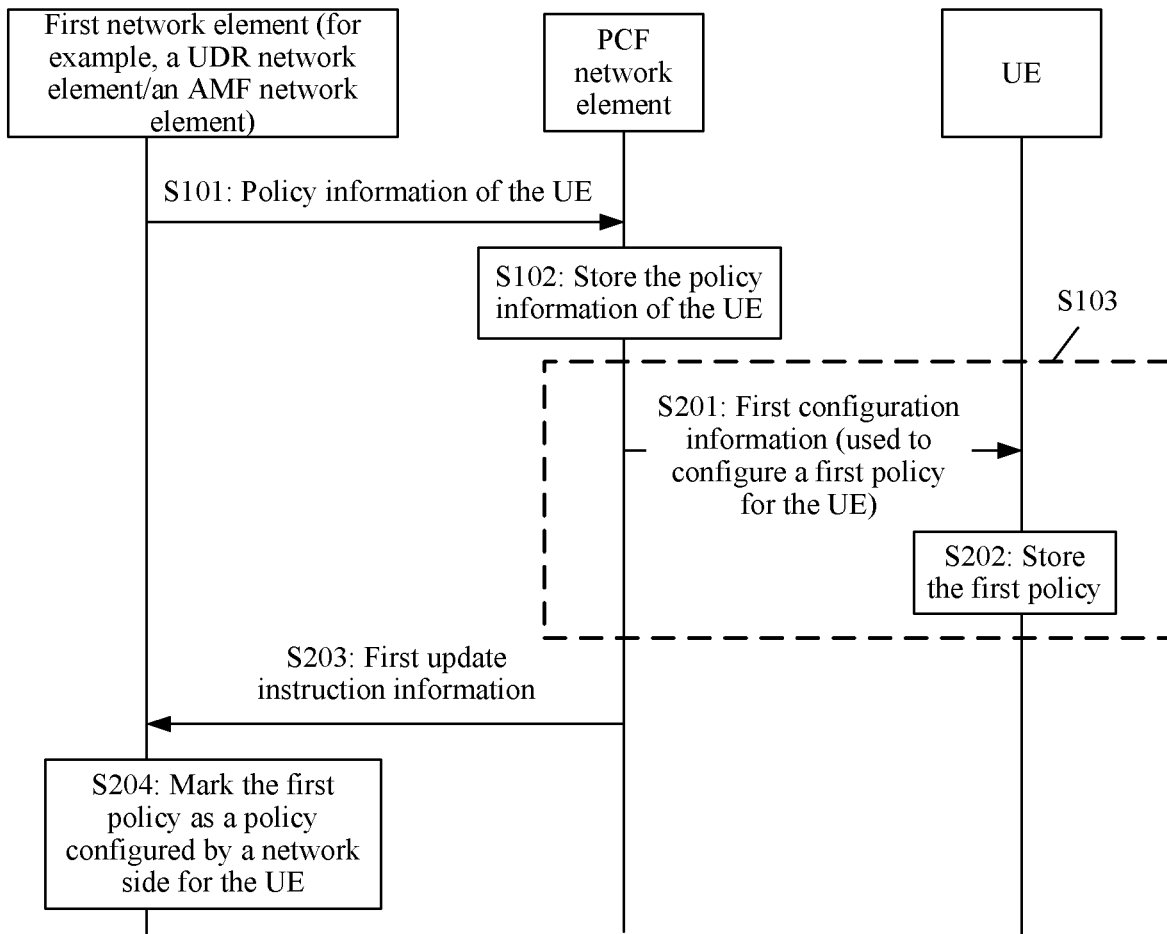 First network element (for
example, a UDR network
element/an AMF network
element)
PCF
network
element
UE
S101: Policy information of the UE
S102: Store the policy
information of the UE
S103
S201: First configuration
information (used to
configure a first policy
for the UE)
S202: Store
the first policy
S203: First update
instruction information
S204: Mark the first
policy as a policy
configured by a network
side for the UE